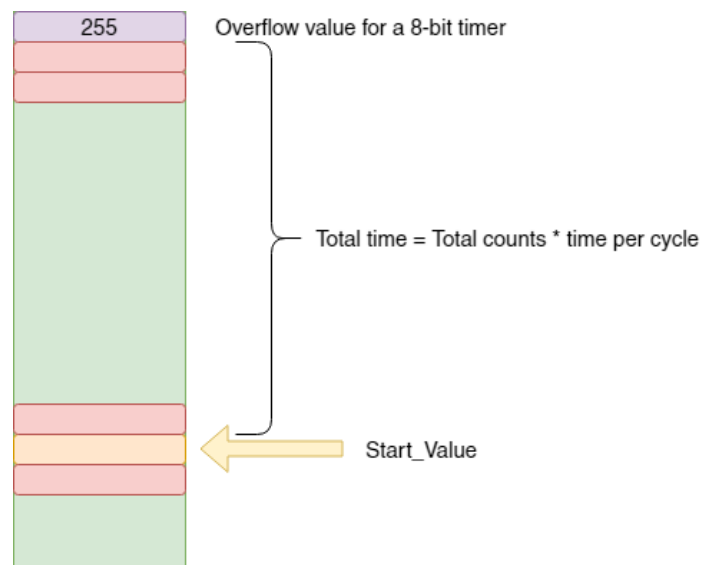 255
Overflow value for a 8-bit timer
Total time = Total counts * time per cycle
Start_Value